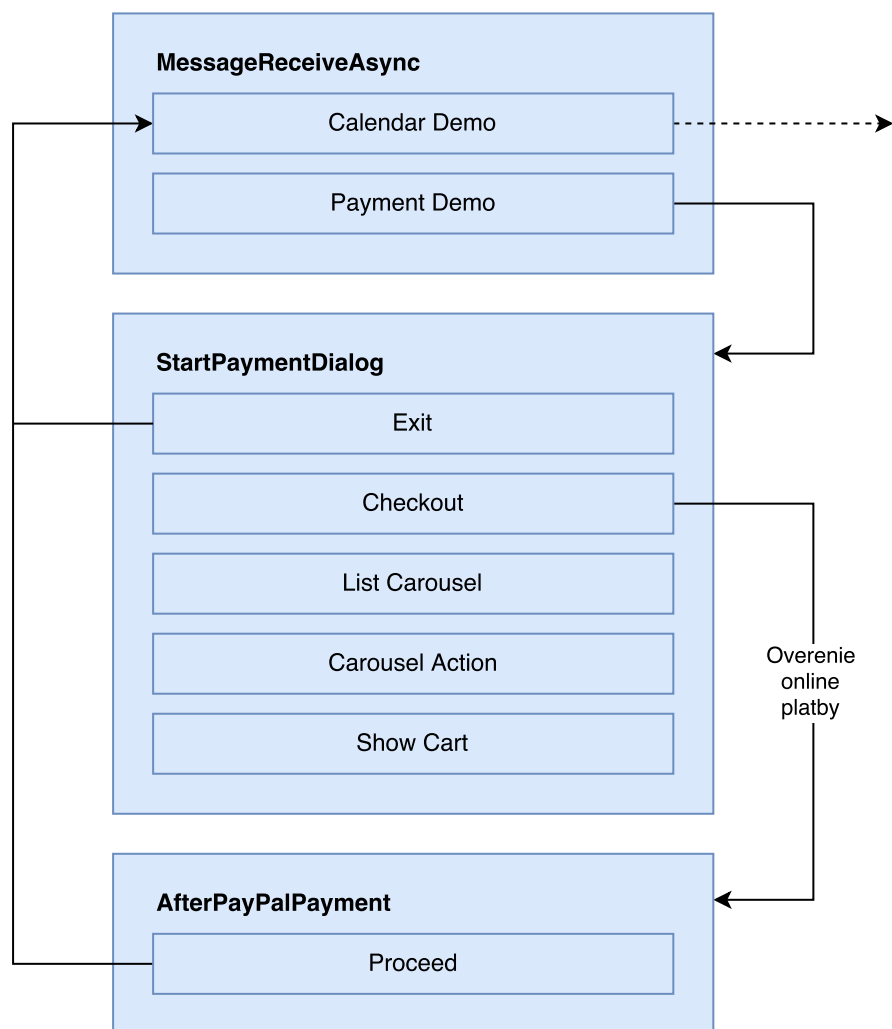 MessageReceiveAsync
Calendar Demo
Payment Demo
StartPaymentDialog
Exit
Checkout
List Carousel
Carousel Action
Show Cart
Overenie
online
platby
AfterPayPalPayment
Proceed